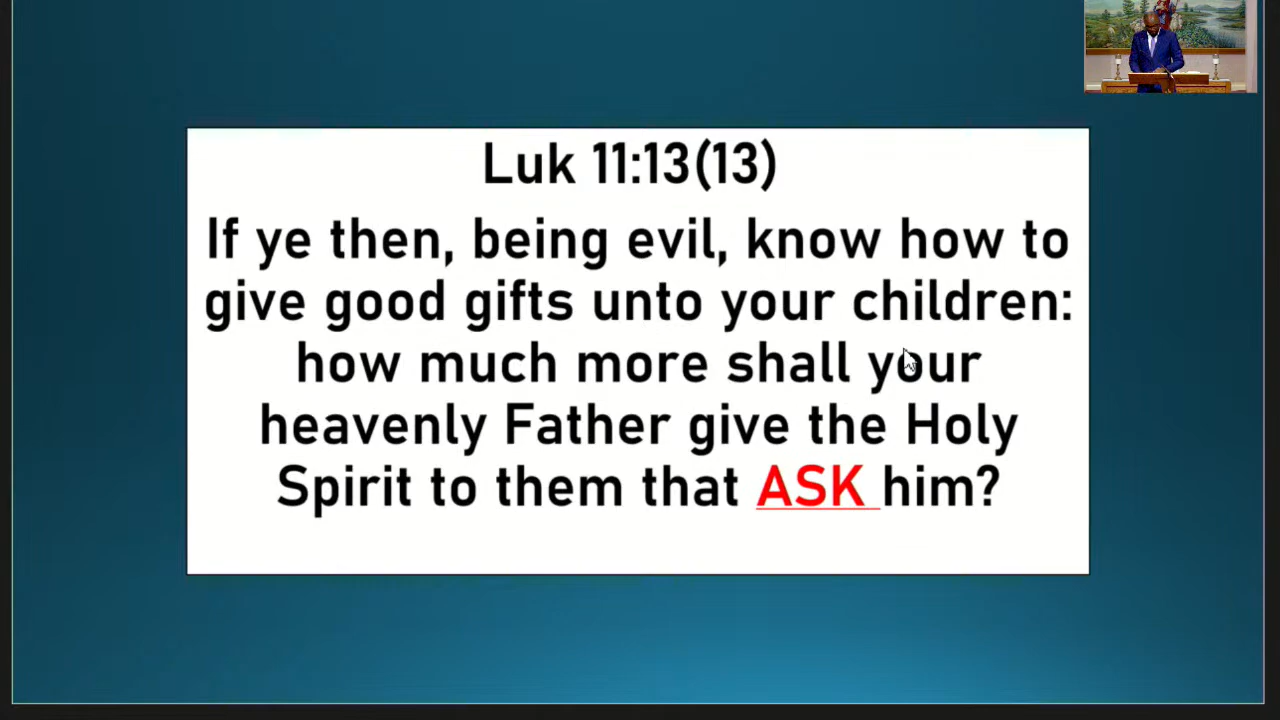 Luk 11:13(13)
If ye then, being evil, know how to
give good gifts unto your children:
how much more shall your
heavenly Father give the Holy
Spirit to them that ASK him?